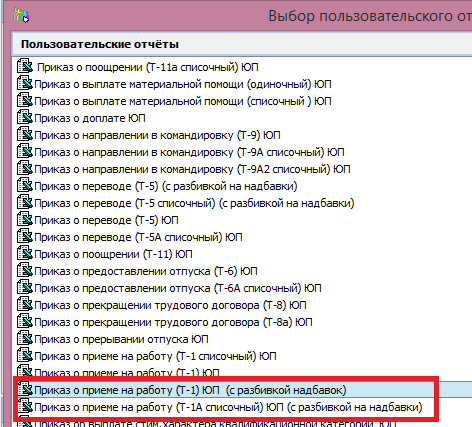 Выбор пользовательского от
Пользовательские отчёты
Приказ о поощрении (Т-11а списочный) ЮП
Приказ о выплате материальной помощи (одиночный) ЮП
Приказ о выплате материальной помощи (списочный ) ЮП
Приказ о доплате ЮП
Приказ о направлении в командировку (Т-9) ЮП
Приказ о направлении в командировку (Т-9А списочный) ЮП
Приказ о направлении в командировку (Т-9А2 списочный) ЮП
Приказ о переводе (Т-5) (с разбивкой на надбавки)
Приказ о переводе (Т-5 списочный) (с разбивкой на надбавки)
Приказ о переводе (Т-5) ЮП
Приказ о переводе (Т-5А списочный) ЮП
Приказ о поощрении (Т-11) ЮП
Приказ о предоставлении отпуска (Т-6) ЮП
Приказ о предоставлении отпуска (Т-6А списочный) ЮП
Приказ о прекращении трудового договора (Т-8) ЮП
Приказ о прекращении трудового договора (Т-8а) ЮП
Приказ о прерывании отпуска ЮП
Приказ о приеме на работу (Т-1 списочный) ЮП
Приказ о приеме на работу (Т-1) ЮП
Приказ о приеме на работу (Т-1) ЮП (с разбивкой надбавок)
Приказ о приеме на работу (Т-1А списочный) ЮП (с разбивкой на надбавки)
Приказ об выплате стим.характера квалификационной категории ЮП